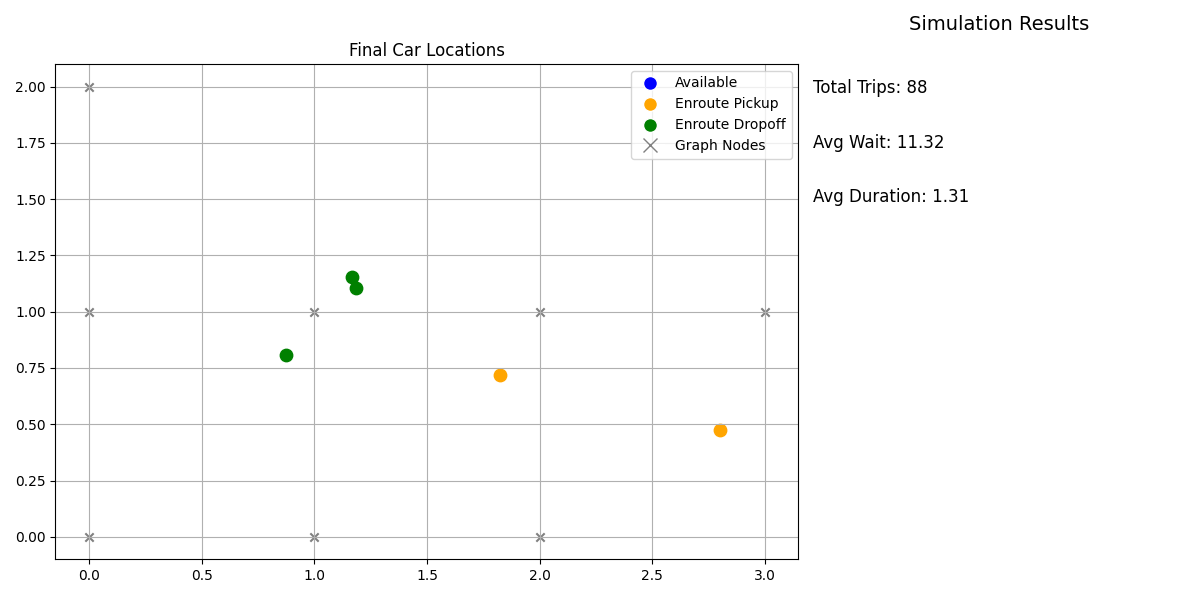 Simulation Results
Final Car Locations
Available
Enroute Pickup
Enroute Dropoff
Graph Nodes
2.00
1.75
1.50
1.25
1.00
0.75
0.50
0.25
0.00
0.0 0.5 1.0 1.5 2.0 2.5 3.0
Total Trips: 88
Avg Wait: 11.32
Avg Duration: 1.31